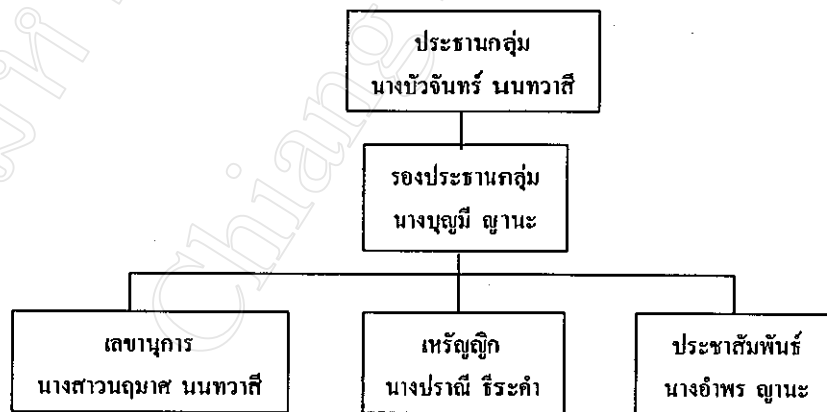 ประธานกลุ่ม
นางบัวจันทร์ นนทวาสี
รองประธานกลุ่ม
นางบุญมี ญานะ
เลขานุการ
นางสาวนฤมาศ นนทวาสี
เหรัญญิก
นางปราณี ธีระคำ
ประชาสัมพันธ์
นางอำพร ญานะ
Chiang